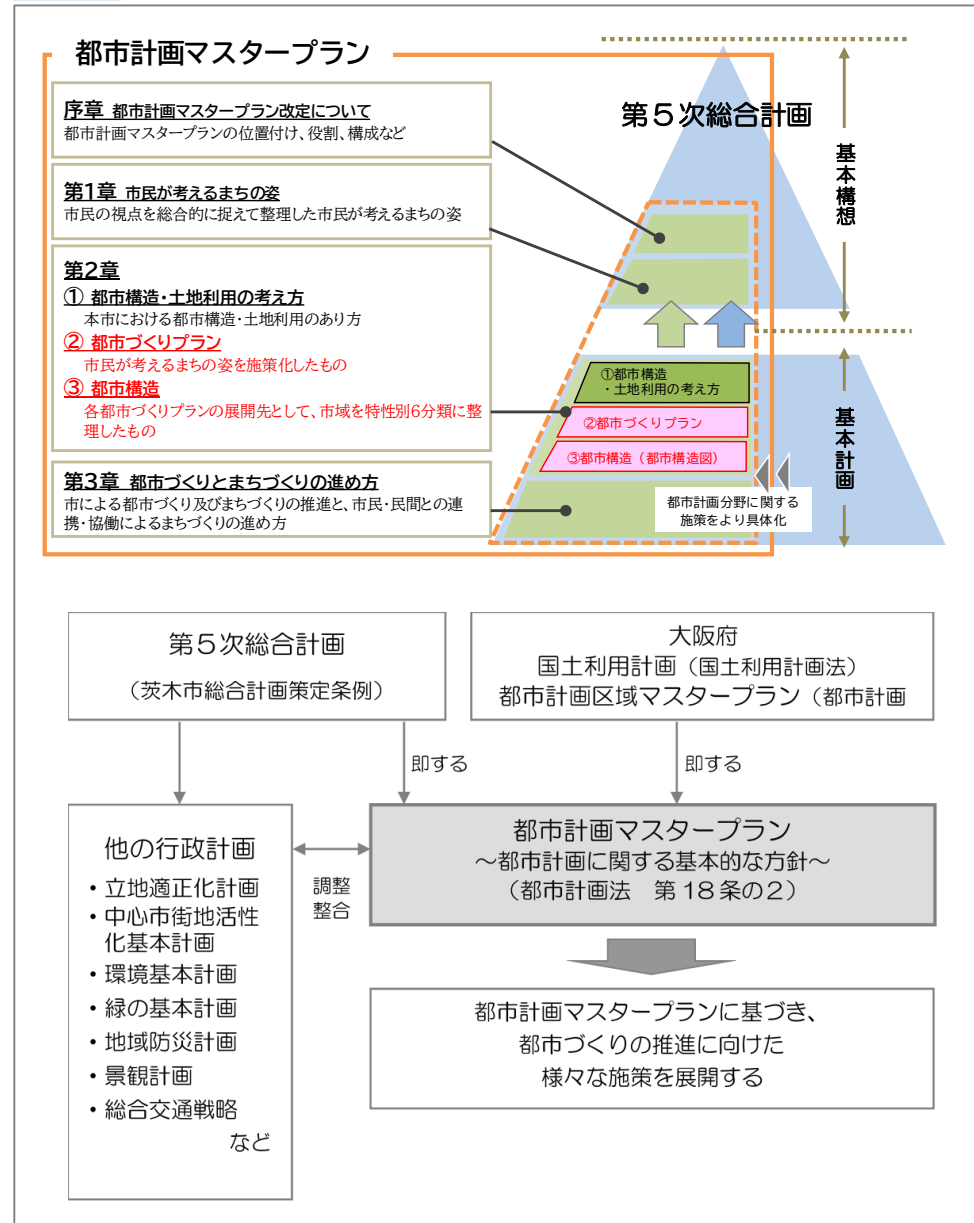 都市計画マスタープラン
序章 都市計画マスタープラン改定について
都市計画マスタープランの位置付け、役割、構成など
第1章 市民が考えるまちの姿
市民の視点を総合的に捉えて整理した市民が考えるまちの姿
第2章
① 都市構造・土地利用の考え方
本市における都市構造・土地利用のあり方
② 都市づくりプラン
市民が考えるまちの姿を施策化したもの
③ 都市構造
各都市づくりプランの展開先として、市域を特性別6分類に整
理したもの
第3章 都市づくりとまちづくりの進め方
市による都市づくり及びまちづくりの推進と、市民・民間との連
携・協働によるまちづくりの進め方
第5次総合計画
基本構想
①都市構造
・土地利用の考え方
②都市づくりプラン
③都市構造（都市構造図）
基本計画
都市計画分野に関する
施策をより具体化
第5次総合計画
（茨木市総合計画策定条例）
大阪府
国土利用計画（国土利用計画法）
都市計画区域マスタープラン（都市計画
即する
即する
他の行政計画
・立地適正化計画
・中心市街地活性
化基本計画
・環境基本計画
・緑の基本計画
・地域防災計画
・景観計画
・総合交通戦略
など
調整
整合
都市計画マスタープラン
～都市計画に関する基本的な方針～
（都市計画法　第18条の2）
都市計画マスタープランに基づき、
都市づくりの推進に向けた
様々な施策を展開する